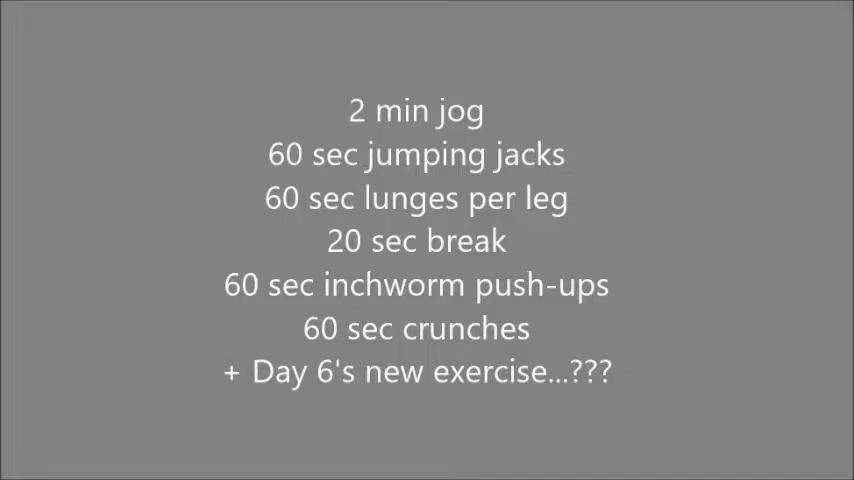 2 min jog
60 sec jumping jacks
60 sec lunges per leg
20 sec break
60 sec inchworm push-ups
60 sec crunches
+ Day 6's new exercise...???